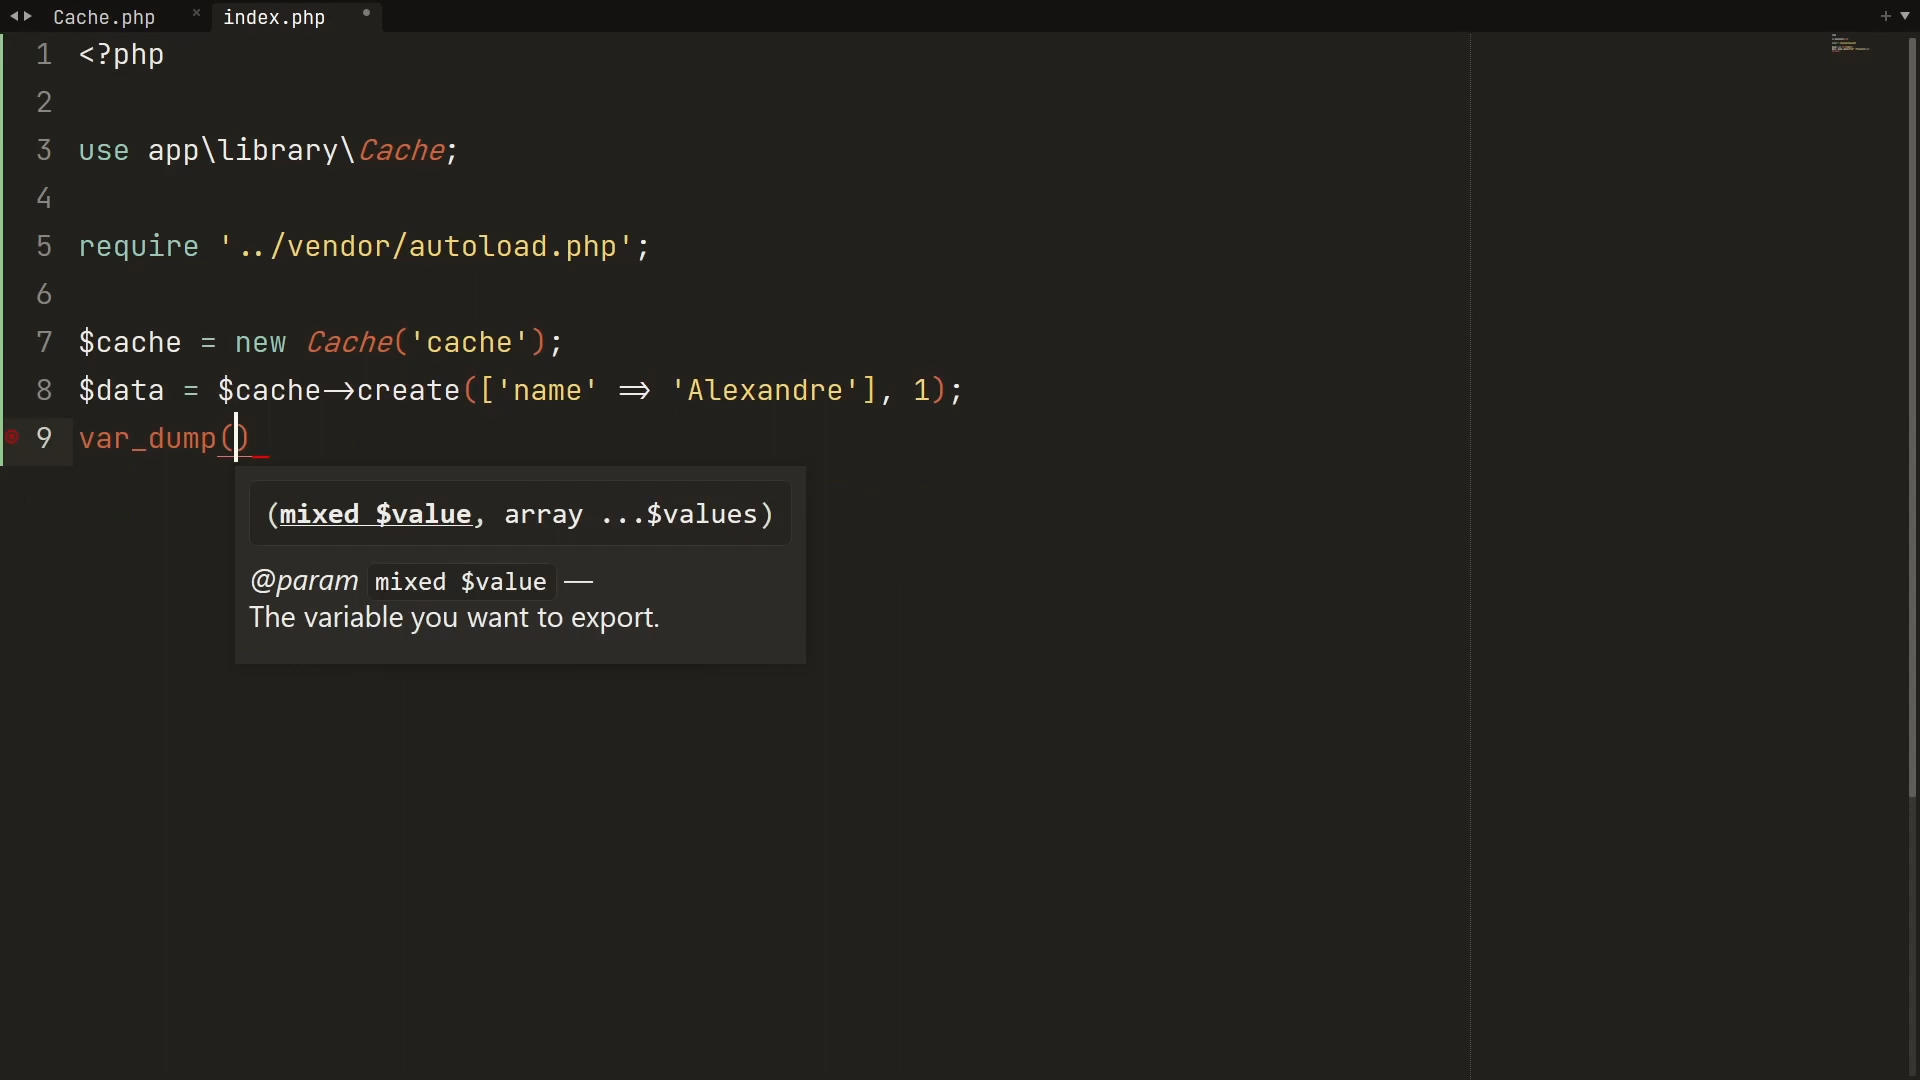 Cache.php × index.php
1 <?php
2
3 use app\library\Cache;
4
5 require '../vendor/autoload.php';
6
7 $cache = new Cache('cache');
8 $data = $cache->create(['name' => 'Alexandre'], 1);
9 var_dump()
(mixed $value, array ...$values)
@param mixed $value —
The variable you want to export.